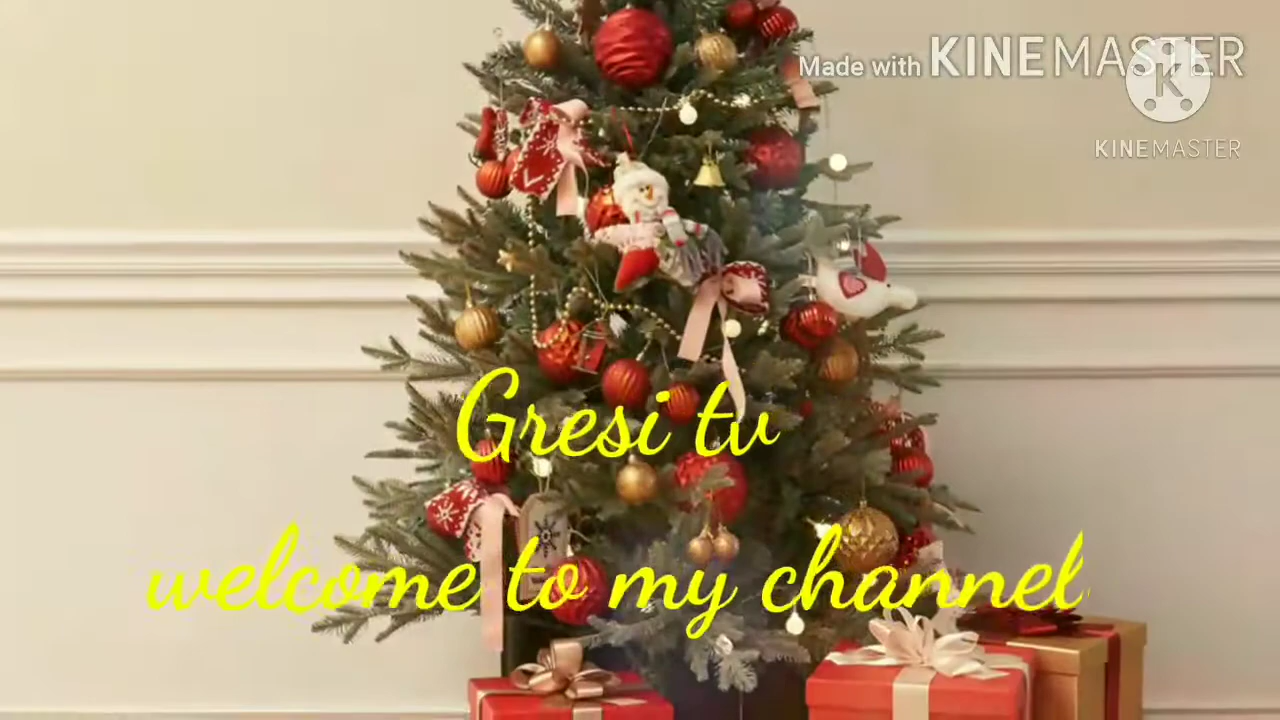 Made with KINEMASTER
K
KINEMASTER
Gresi tv
welcome to my channel